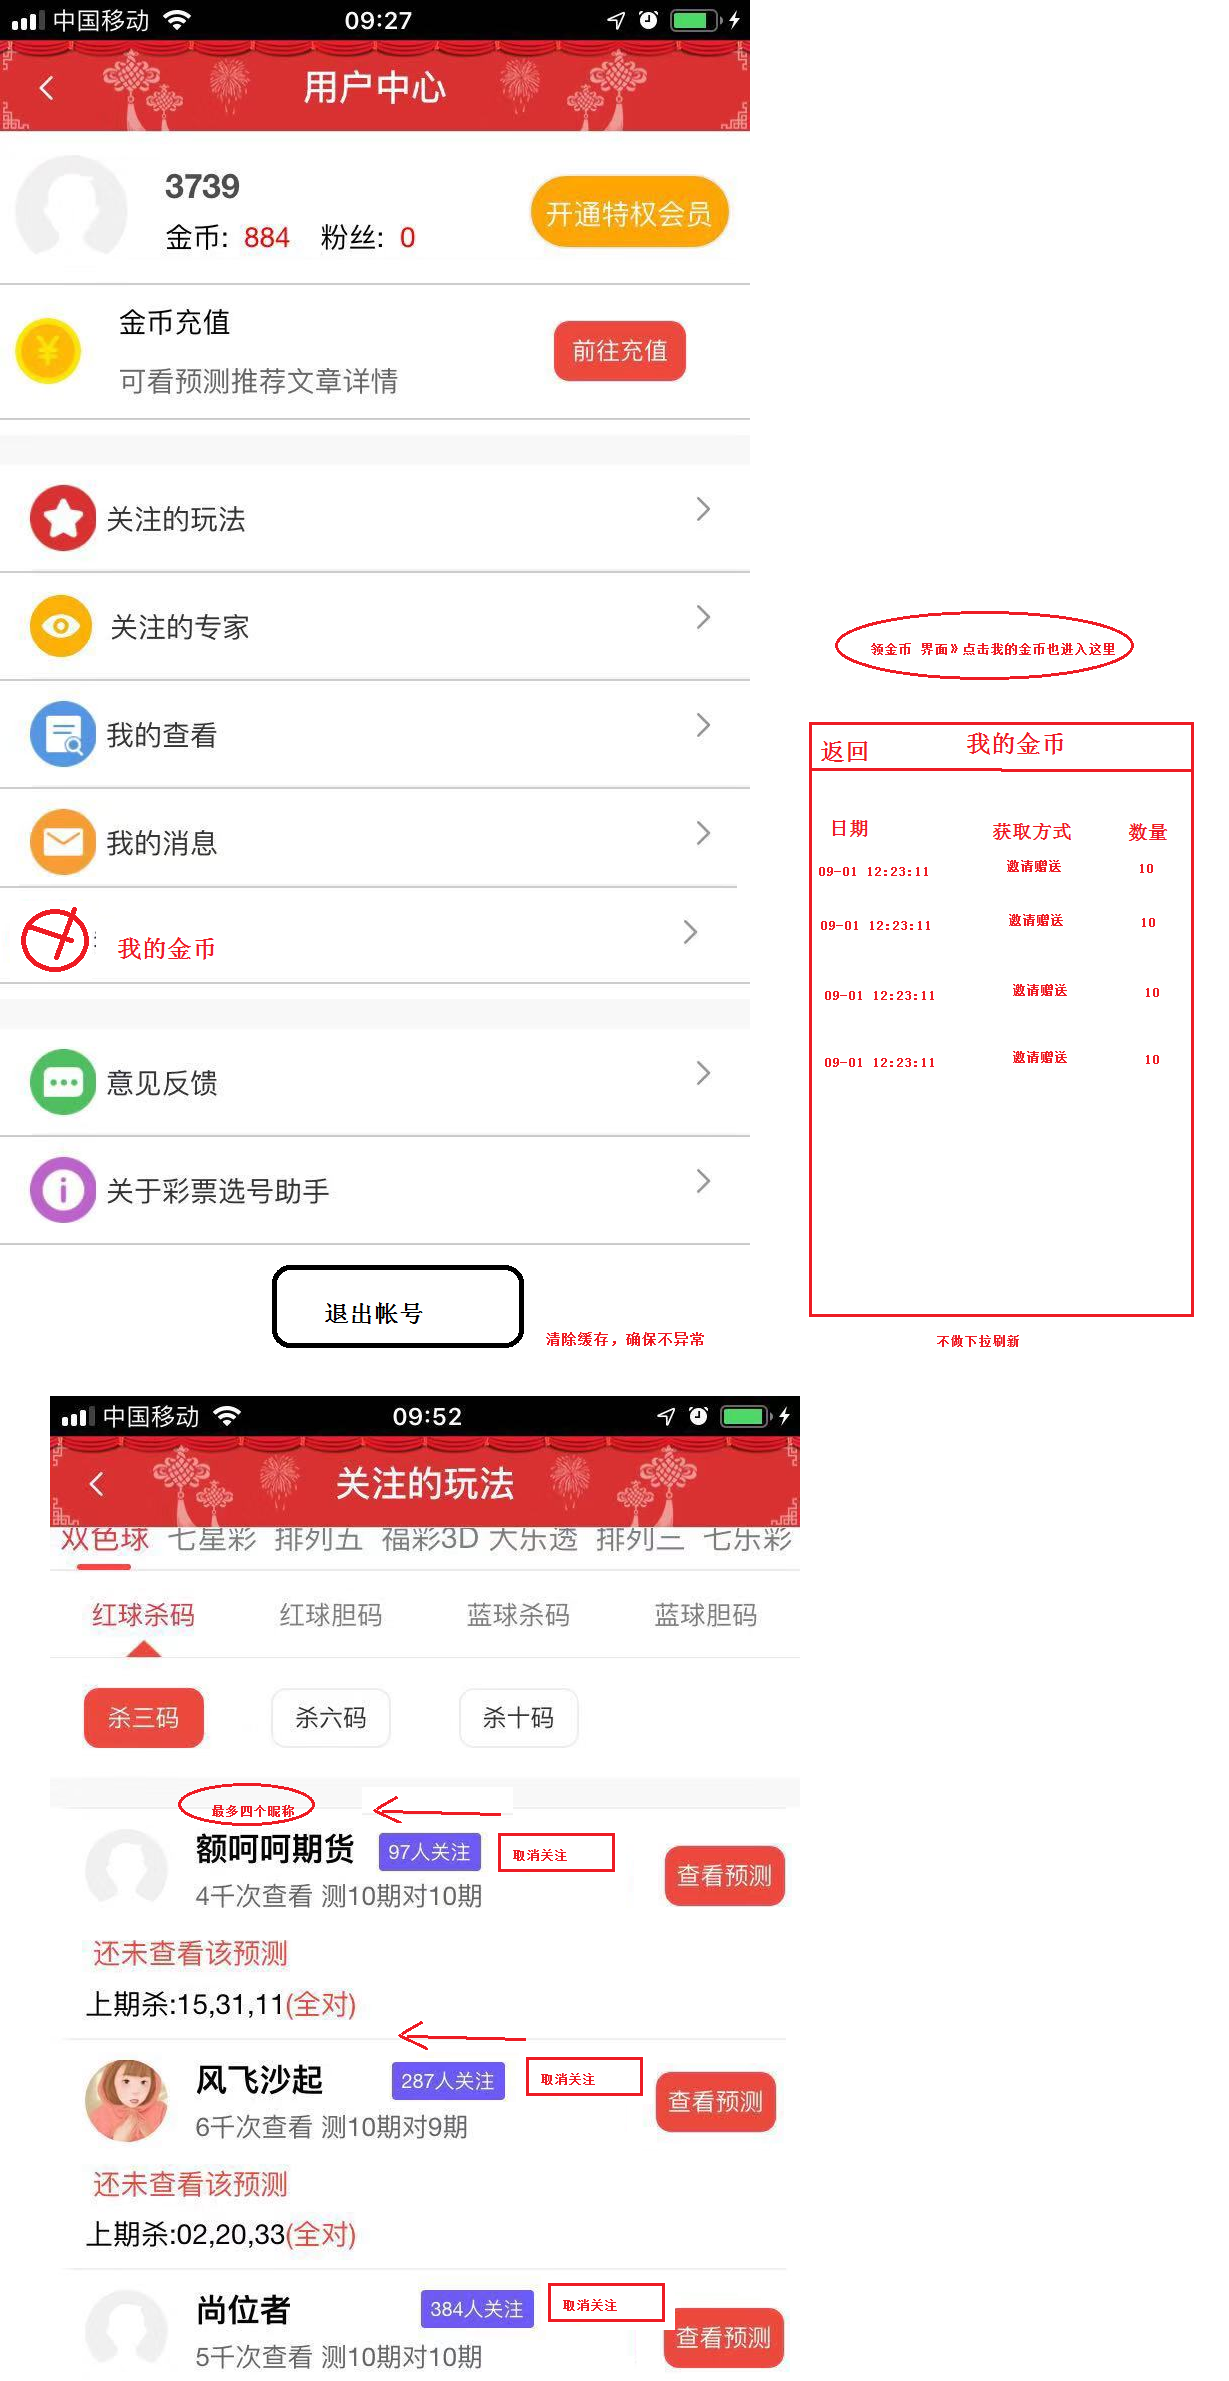 中国移动 09:27
用户中心
3739
金币: 884 粉丝: 0
开通特权会员
金币充值
可看预测推荐文章详情
前往充值
关注的玩法
关注的专家
我的查看
我的消息
我的金币
意见反馈
关于彩票选号助手
退出帐号
清除缓存，确保不异常
领金币 界面》点击我的金币也进入这里
返回 我的金币
日期 获取方式 数量
09-01 12:23:11 邀请赠送 10
09-01 12:23:11 邀请赠送 10
09-01 12:23:11 邀请赠送 10
09-01 12:23:11 邀请赠送 10
不做下拉刷新
中国移动 09:52
关注的玩法
双色球 七星彩 排列五 福彩3D 大乐透 排列三 七乐彩
红球杀码 红球胆码 蓝球杀码 蓝球胆码
杀三码 杀六码 杀十码
最多四个昵称
额呵呵期货 97人关注 取消关注 查看预测
4千次查看 测10期对10期
还未查看该预测
上期杀:15,31,11(全对)
风飞沙起 287人关注 取消关注 查看预测
6千次查看 测10期对9期
还未查看该预测
上期杀:02,20,33(全对)
尚位者 384人关注 取消关注 查看预测
5千次查看 测10期对10期